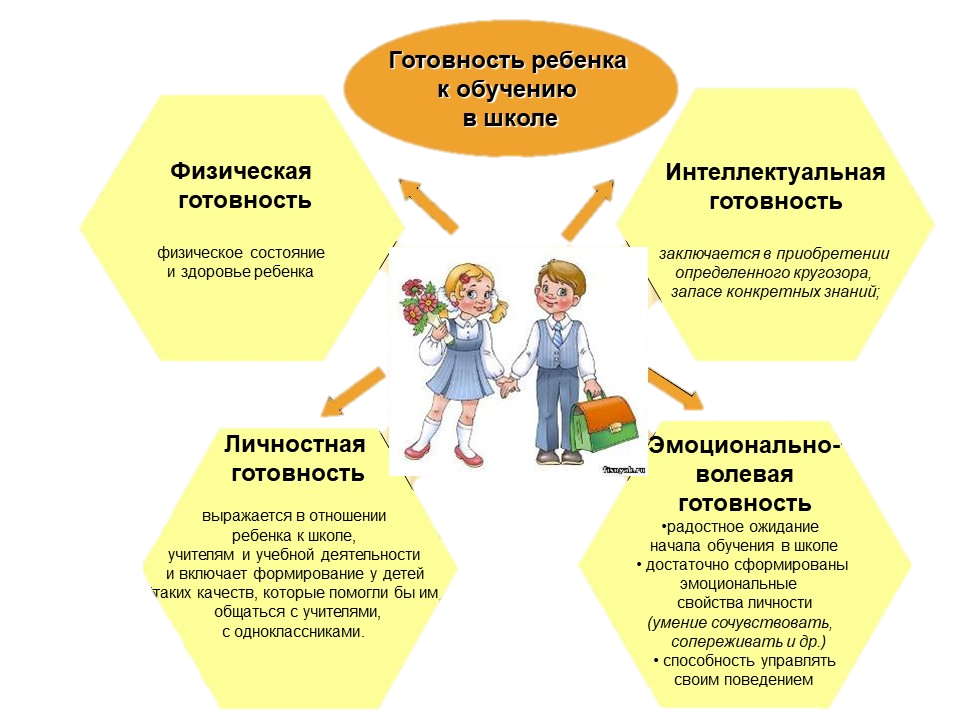 Готовность ребенка
к обучению
в школе
Физическая
готовность
физическое состояние
и здоровье ребенка
Интеллектуальная
готовность
заключается в приобретении
определенного кругозора,
запасе конкретных знаний;
Личностная
готовность
выражается в отношении
ребенка к школе,
учителям и учебной деятельности
и включает формирование у детей
таких качеств, которые помогли бы им
общаться с учителями,
с одноклассниками.
Эмоционально-
волевая
готовность
•радостное ожидание
начала обучения в школе
• достаточно сформированы
эмоциональные
свойства личности
(умение сочувствовать,
сопереживать и др.)
• способность управлять
своим поведением
fisnyak.ru